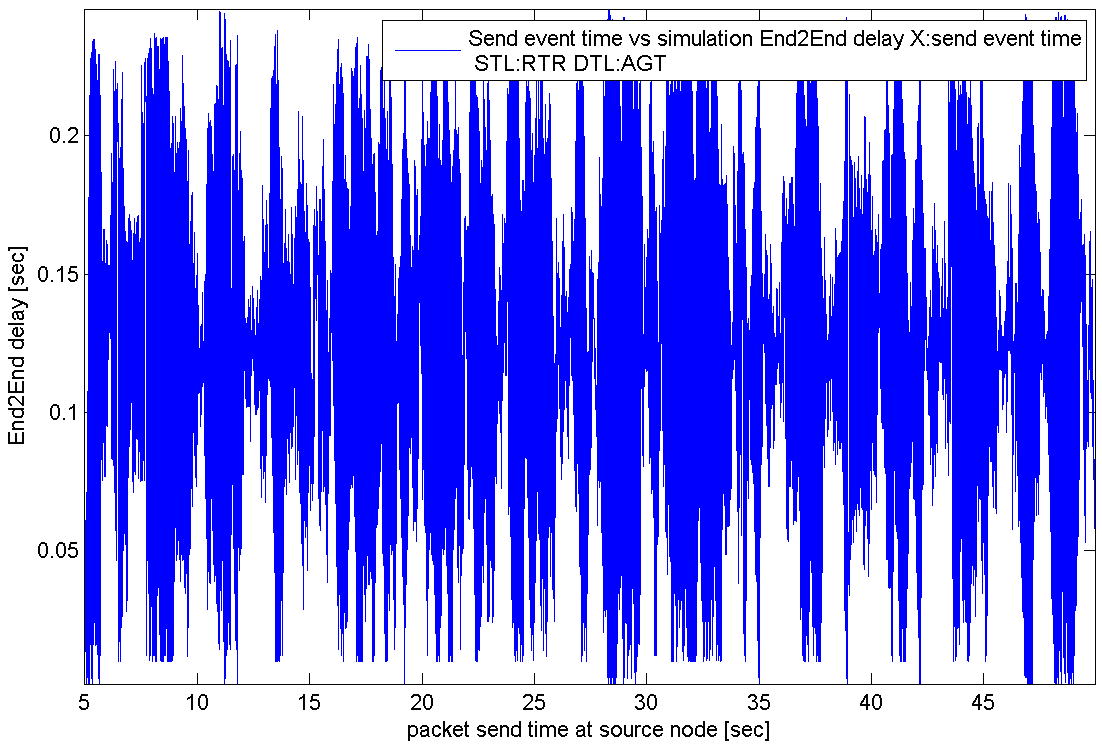 Send event time vs simulation End2End delay X:send event time
STL:RTR DTL:AGT
0.2
0.15
0.1
0.05
End2End delay [sec]
5 10 15 20 25 30 35 40 45
packet send time at source node [sec]